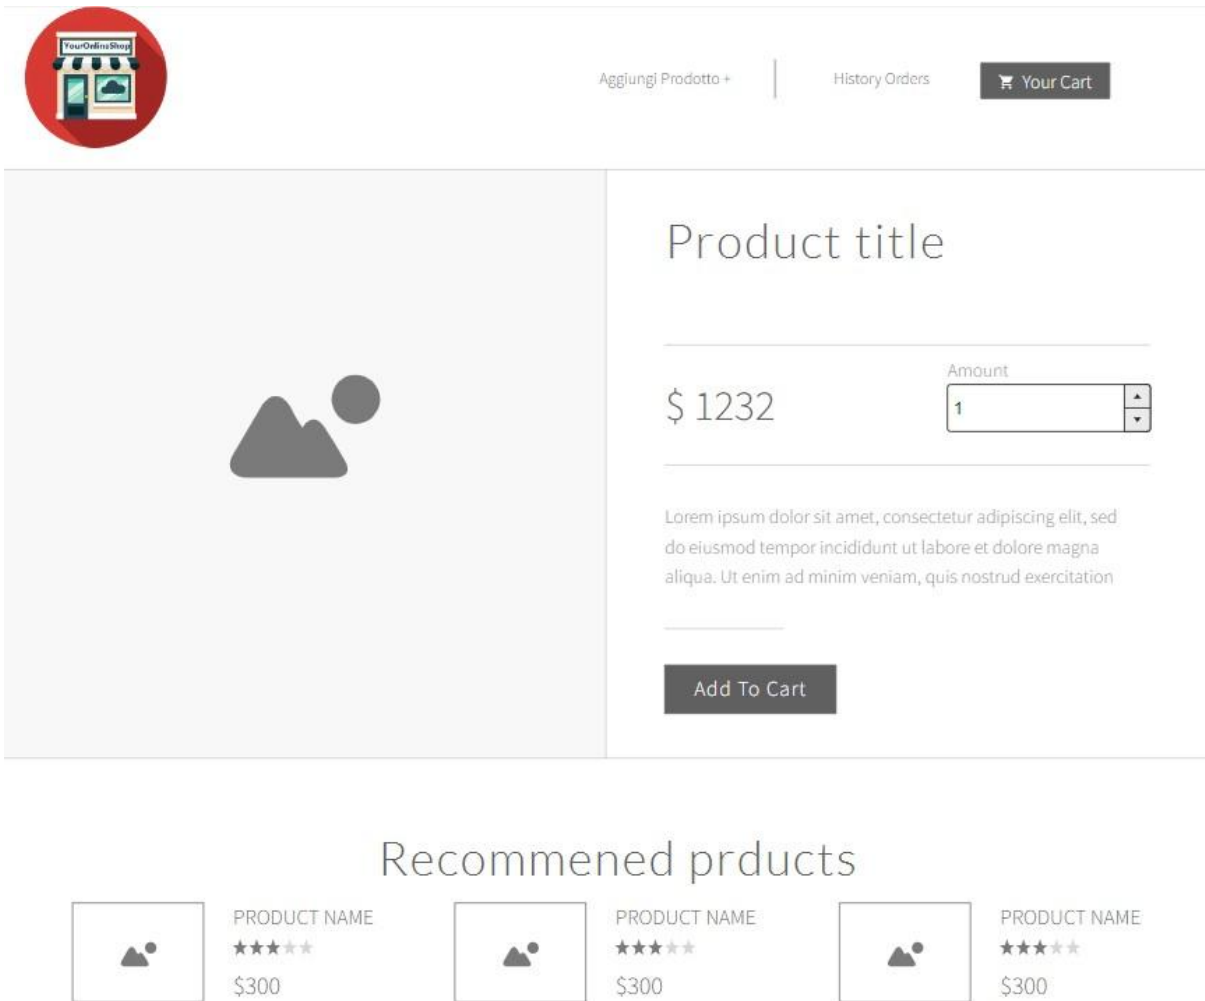 YourOnlineShop
Aggiungi Prodotto +
History Orders
Your Cart
Product title
Amount
$ 1232
1
Lorem ipsum dolor sit amet, consectetur adipiscing elit, sed
do eiusmod tempor incididunt ut labore et dolore magna
aliqua. Ut enim ad minim veniam, quis nostrud exercitation
Add To Cart
Recommened prducts
PRODUCT NAME
$300
PRODUCT NAME
$300
PRODUCT NAME
$300